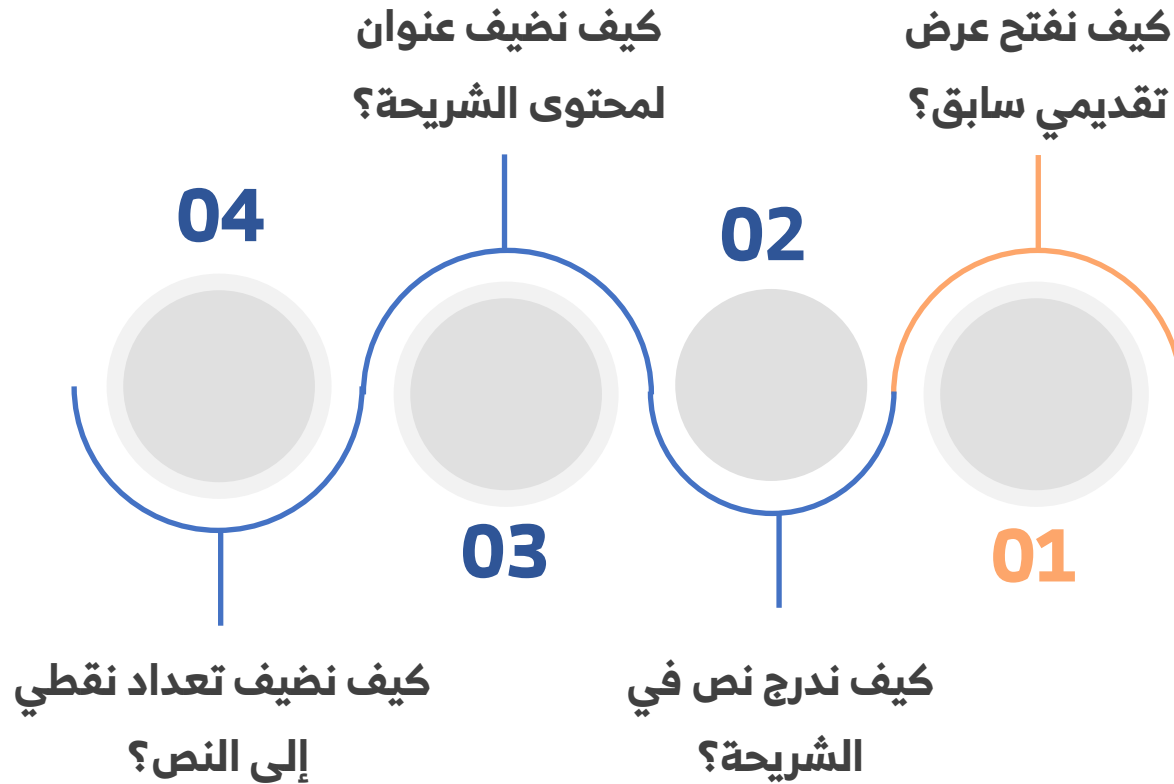 كيف نفتح عرض
تقديمي سابق؟
01
02
كيف ندرج نص في
الشريحة؟
كيف نضيف عنوان
لمحتوى الشريحة؟
03
04
كيف نضيف تعداد نقطي
إلى النص؟